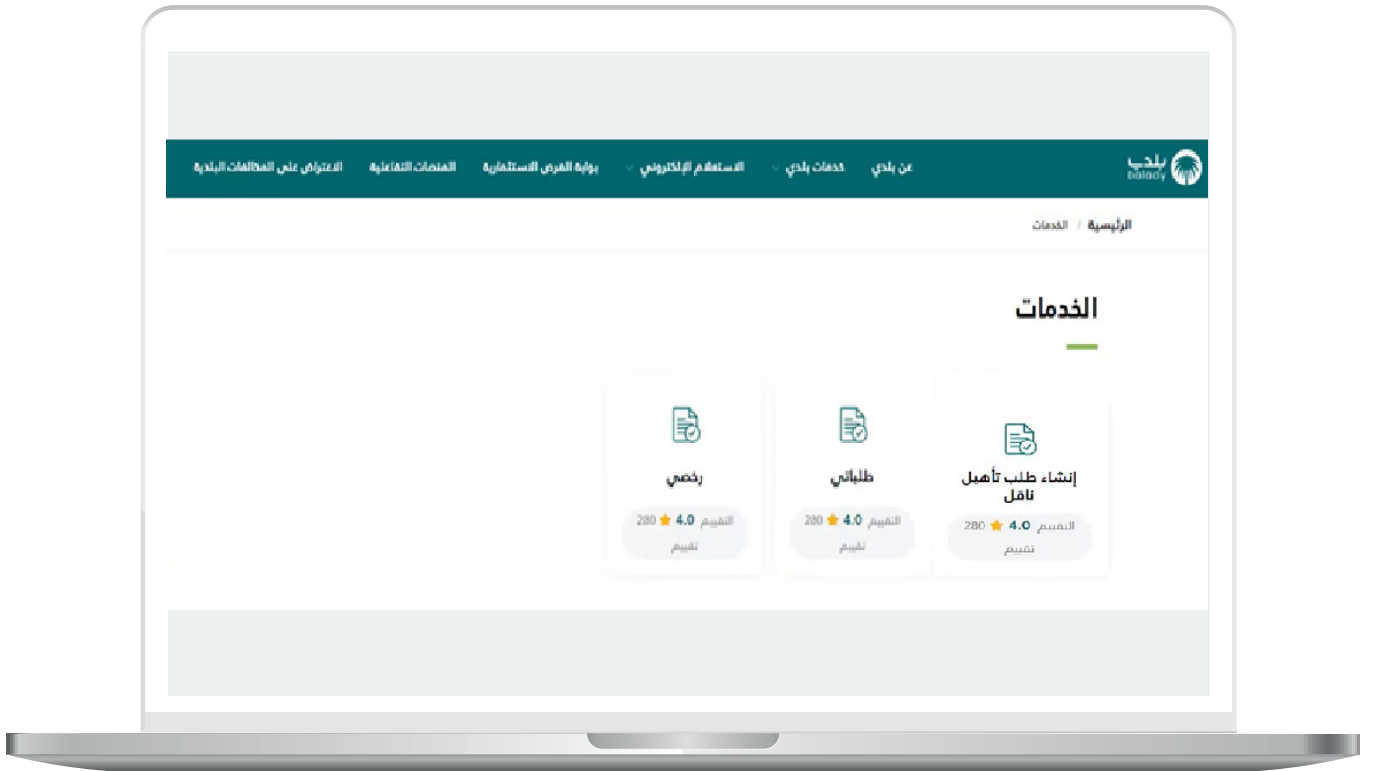 بلدي
balady
عن بلدي
خدمات بلدي
الاستعلام الإلكتروني
بوابة الفرص الاستثمارية
المنصات التفاعلية
الاعتراض على المخالفات البلدية
الرئيسية / الخدمات
الخدمات
إنشاء طلب تأهيل
ناقل
التقييم 4.0 280
تقييم
طلباتي
التقييم 4.0 280
تقييم
رخصي
التقييم 4.0 280
تقييم